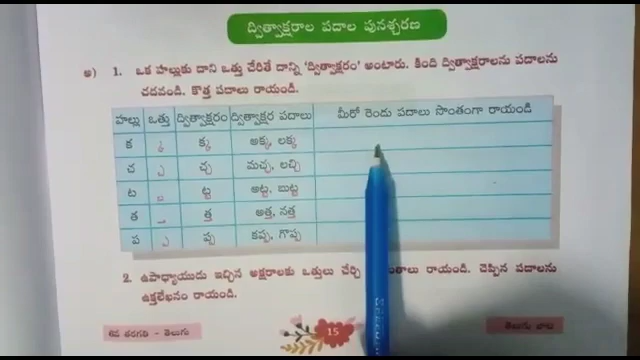 ద్విత్వాక్షరాల పదాల పునశ్చరణ
అ) 1. ఒక హల్లుకు దాని ఒత్తు చేరితే దాన్ని 'ద్విత్వాక్షరం' అంటారు. కింది ద్విత్వాక్షరాలను పదాలను
చదవండి. కొత్త పదాలు రాయండి.
హల్లు ఒత్తు ద్విత్వాక్షరం ద్విత్వాక్షర పదాలు మీరో రెండు పదాలు సొంతంగా రాయండి
క ్క క్క అక్క, లక్క
చ ్చ చ్చ మచ్చ, లచ్చి
ట ్ట ట్ట అట్ట, బుట్ట
త ్త త్త అత్త, నత్త
ప ్ప ప్ప కప్ప, గొప్ప
2. ఉపాధ్యాయుడు ఇచ్చిన అక్షరాలకు ఒత్తులు చేర్చి రాయండి. చెప్పిన పదాలను
ఉక్తలేఖనం రాయండి.
6వ తరగతి - తెలుగు
15
తెలుగు బాట